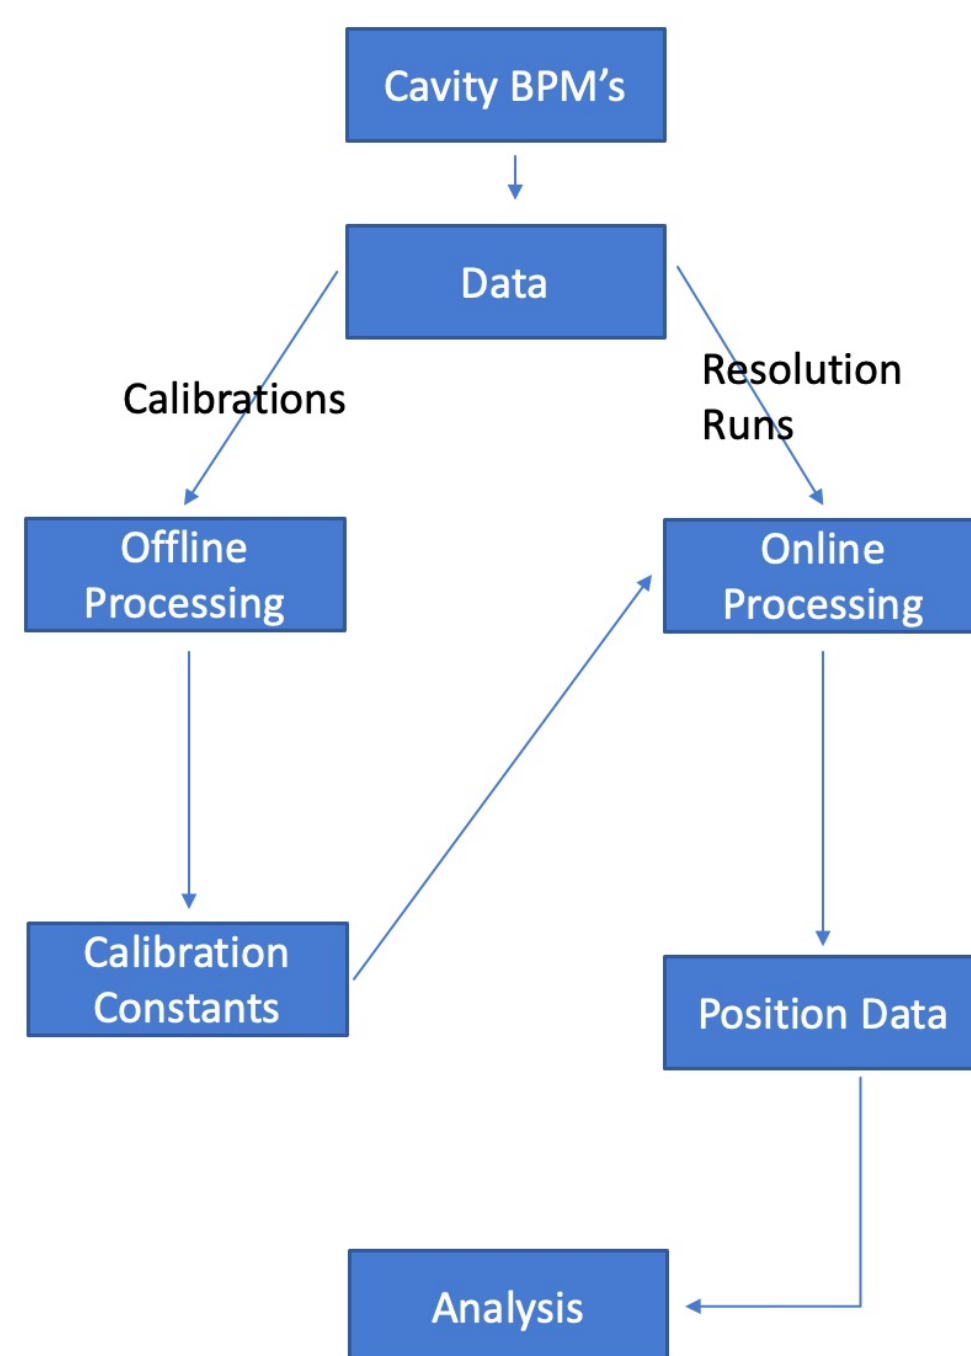 Cavity BPM’s
Data
Calibrations
Resolution
Runs
Offline
Processing
Online
Processing
Calibration
Constants
Position Data
Analysis